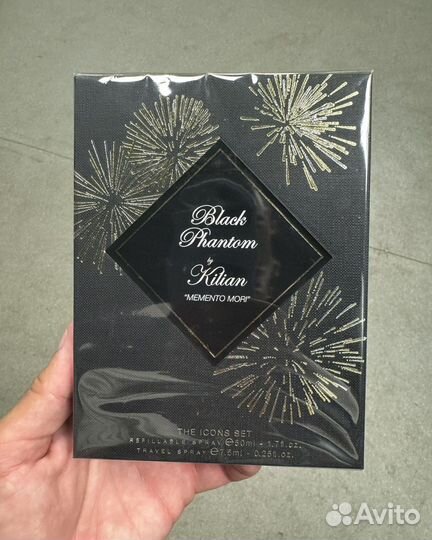 Black
Phantom
by
Kilian
"MEMENTO MORI"
THE ICONS SET
REFILLABLE SPRAY ℮50ml - 1.7fl.oz.
TRAVEL SPRAY ℮7.5ml - 0.25fl.oz.
Avito